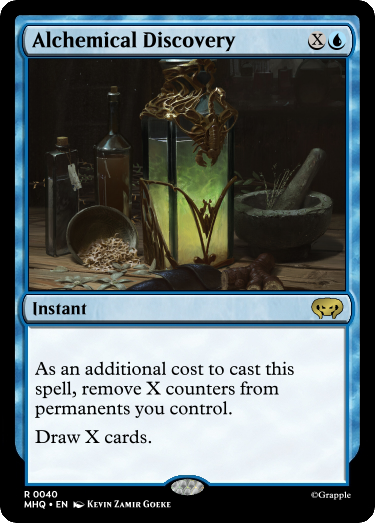 Alchemical Discovery X
Instant
As an additional cost to cast this
spell, remove X counters from
permanents you control.
Draw X cards.
R 0040
MHQ • EN Kevin Zamir Goeke
©Grapple